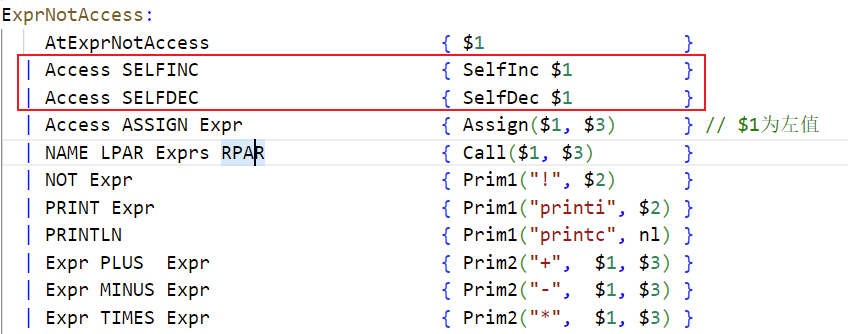 ExprNotAccess:
    AtExprNotAccess                     { $1                  }
  | Access SELFINC                      { SelfInc $1          }
  | Access SELFDEC                      { SelfDec $1          }
  | Access ASSIGN Expr                  { Assign($1, $3)      } // $1为左值
  | NAME LPAR Exprs RPAR                { Call($1, $3)        }
  | NOT Expr                            { Prim1("!", $2)      }
  | PRINT Expr                          { Prim1("printi", $2) }
  | PRINTLN                             { Prim1("printc", nl) }
  | Expr PLUS  Expr                     { Prim2("+",  $1, $3) }
  | Expr MINUS Expr                     { Prim2("-",  $1, $3) }
  | Expr TIMES Expr                     { Prim2("*",  $1, $3) }